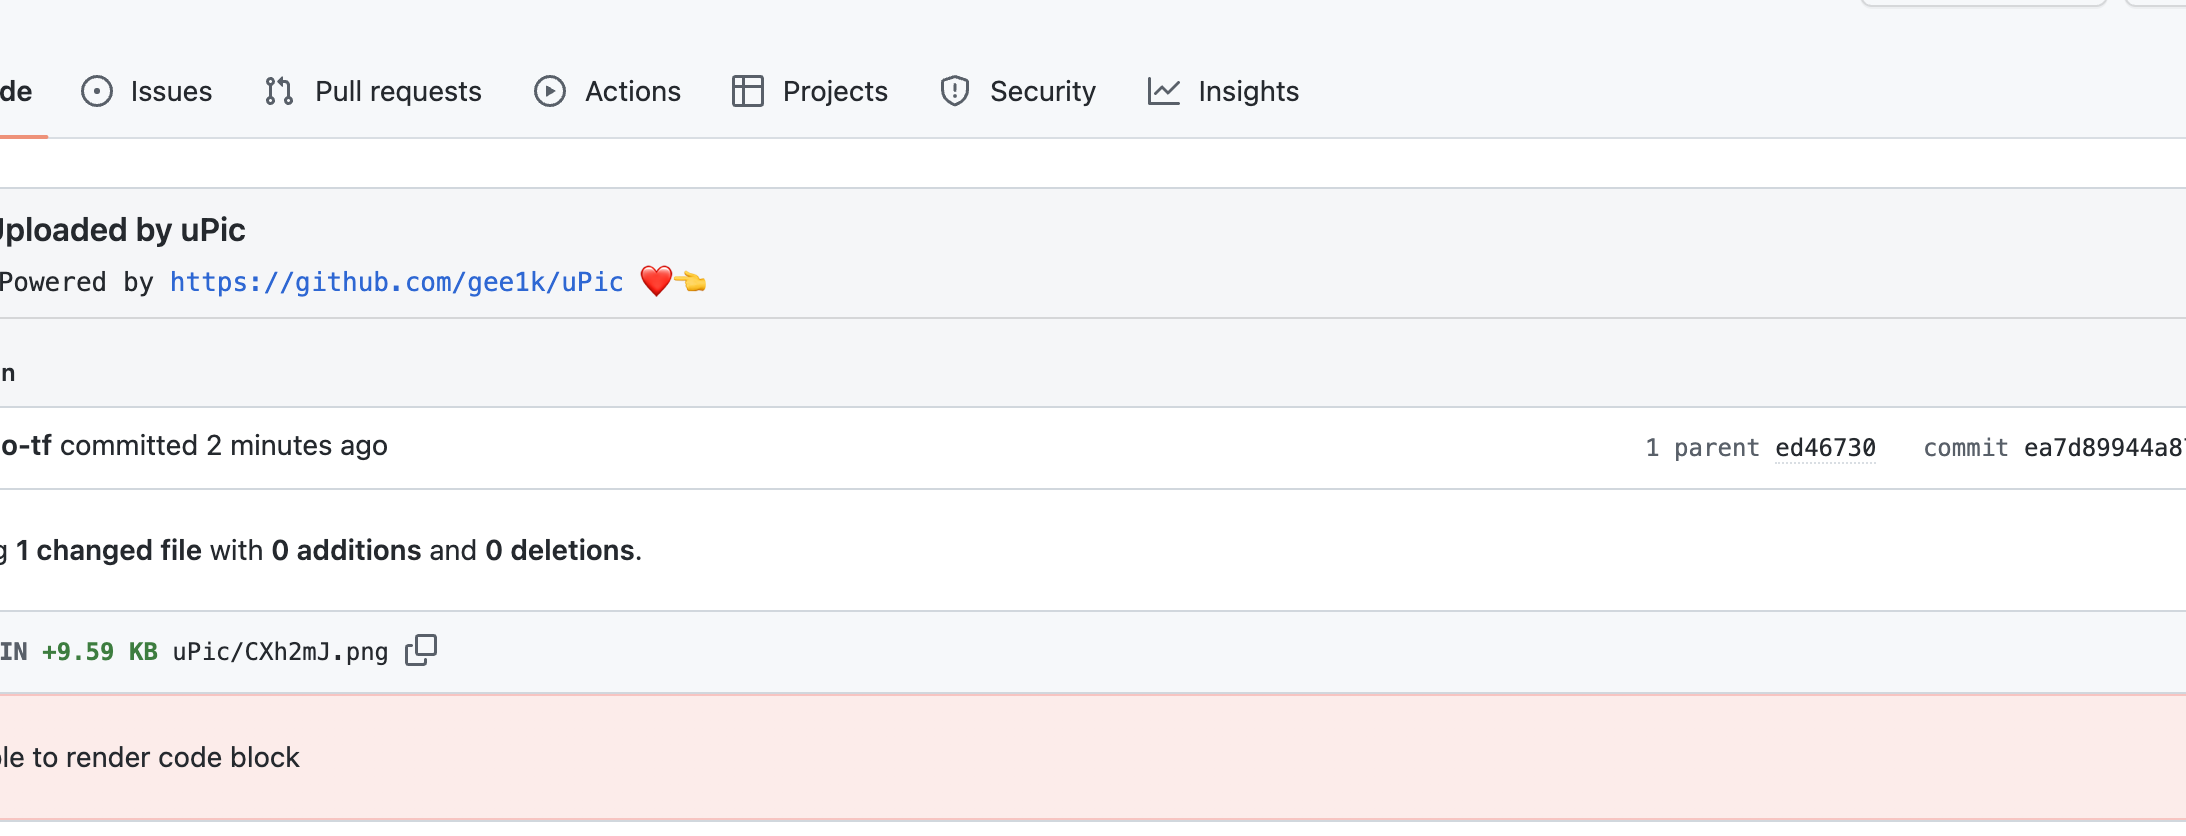 de Issues Pull requests Actions Projects Security Insights
Uploaded by uPic
Powered by https://github.com/gee1k/uPic ❤️👈
n
o-tf committed 2 minutes ago 1 parent ed46730 commit ea7d89944a87
g 1 changed file with 0 additions and 0 deletions.
IN +9.59 KB uPic/CXh2mJ.png
le to render code block